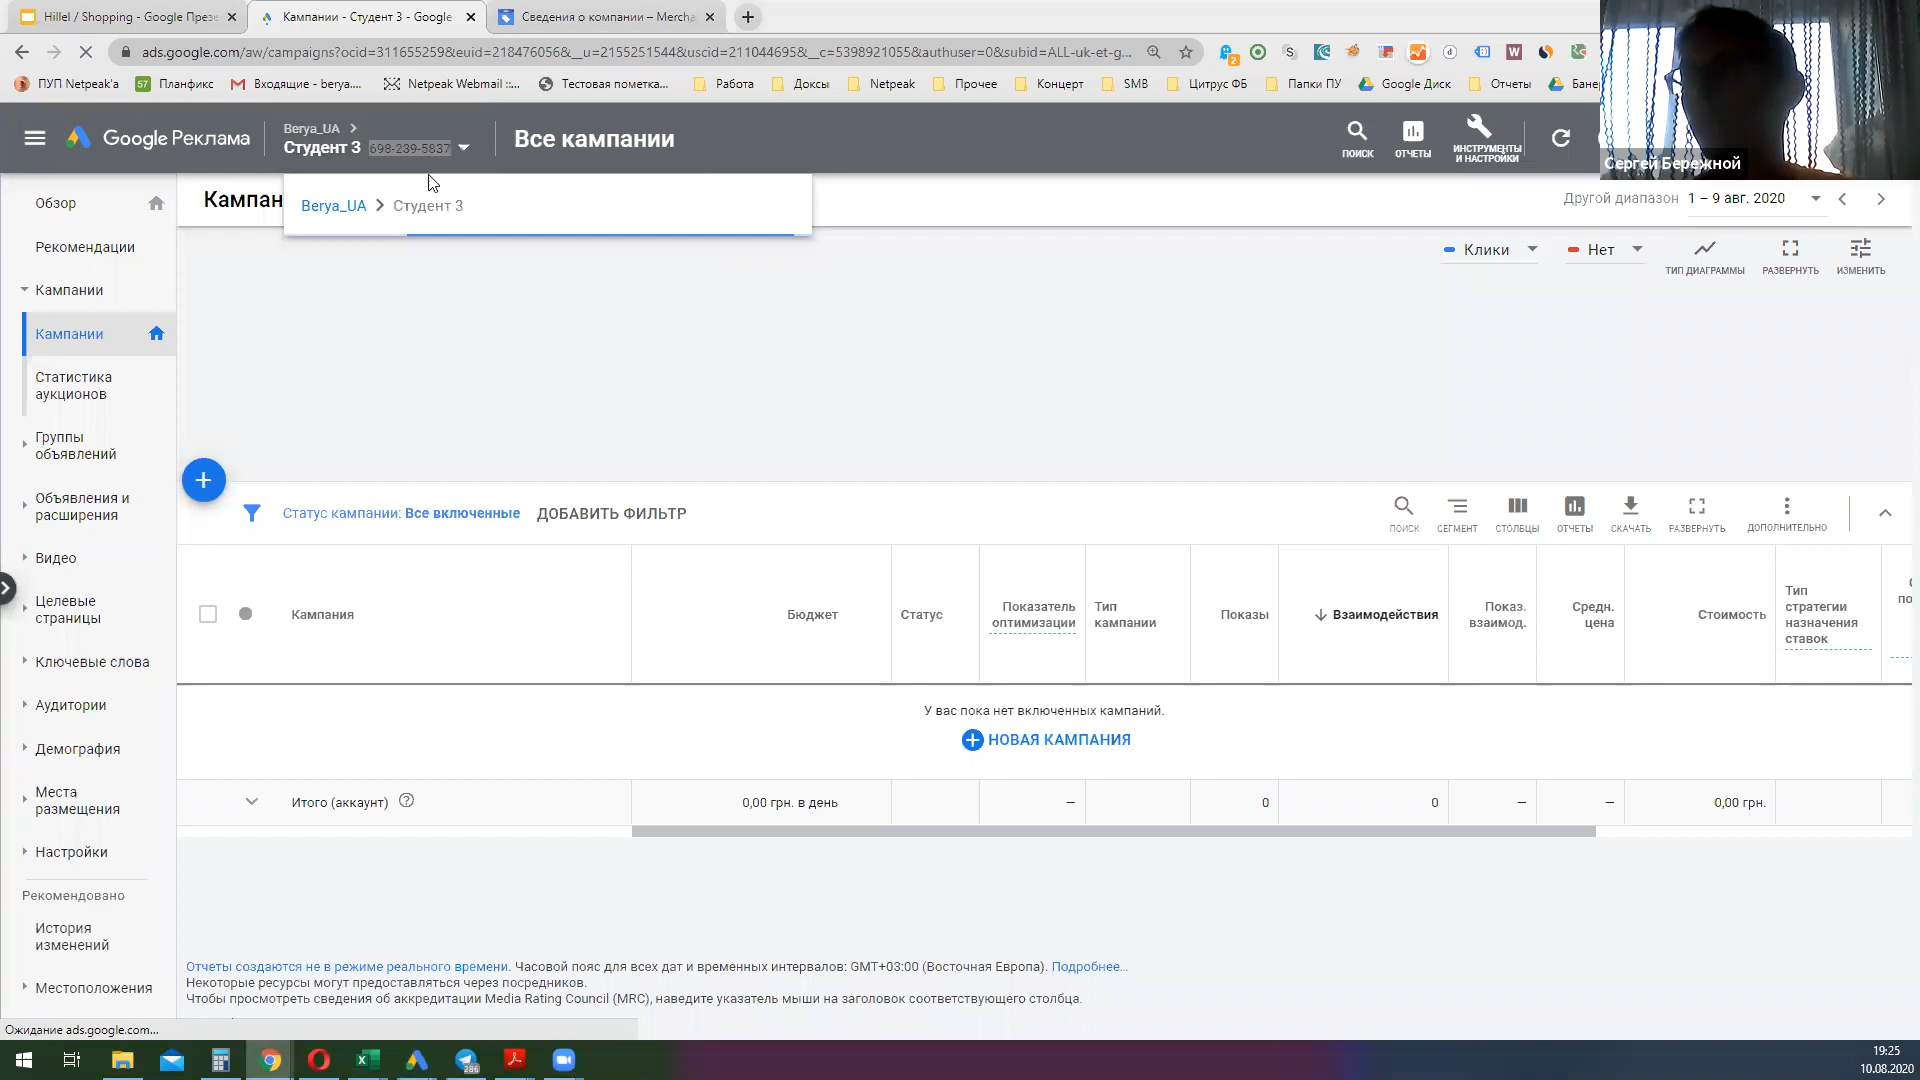 Hillel / Shopping - Google Презе
Кампании - Студент 3 - Google
Сведения о компании – Mercha
ads.google.com/aw/campaigns?ocid=311655259&euid=218476056&__u=2155251544&uscid=211044695&__c=5398921055&authuser=0&subid=ALL-uk-et-g...
ПУП Netpeak'а
57
Планфикс
Входящие - berya....
Netpeak Webmail ::...
Тестовая пометка...
Работа
Доксы
Netpeak
Прочее
Концерт
SMB
Цитрус ФБ
Папки ПУ
Google Диск
Отчеты
Бане
Google Реклама
Berya_UA
Студент 3 698-239-5837
Все кампании
ПОИСК
ОТЧЕТЫ
ИНСТРУМЕНТЫ
И НАСТРОЙКИ
Сергей Бережной
Обзор
Рекомендации
Кампании
Кампании
Статистика
аукционов
Группы
объявлений
Объявления и
расширения
Видео
Целевые
страницы
Ключевые слова
Аудитории
Демография
Места
размещения
Настройки
Рекомендовано
История
изменений
Местоположения
Кампан
Berya_UA > Студент 3
Другой диапазон 1 – 9 авг. 2020
Клики
Нет
ТИП ДИАГРАММЫ
РАЗВЕРНУТЬ
ИЗМЕНИТЬ
Статус кампании: Все включенные
ДОБАВИТЬ ФИЛЬТР
ПОИСК
СЕГМЕНТ
СТОЛБЦЫ
ОТЧЕТЫ
СКАЧАТЬ
РАЗВЕРНУТЬ
ДОПОЛНИТЕЛЬНО
Кампания
Бюджет
Статус
Показатель
оптимизации
Тип
кампании
Показы
Взаимодействия
Показ.
взаимод.
Средн.
цена
Стоимость
Тип
стратегии
назначения
ставок
У вас пока нет включенных кампаний.
НОВАЯ КАМПАНИЯ
Итого (аккаунт)
0,00 грн. в день
–
0
0
–
–
0,00 грн.
Отчеты создаются не в режиме реального времени. Часовой пояс для всех дат и временных интервалов: GMT+03:00 (Восточная Европа). Подробнее...
Некоторые ресурсы могут предоставляться через посредников.
Чтобы просмотреть сведения об аккредитации Media Rating Council (MRC), наведите указатель мыши на заголовок соответствующего столбца.
Ожидание ads.google.com...
286
19:25
10.08.2020